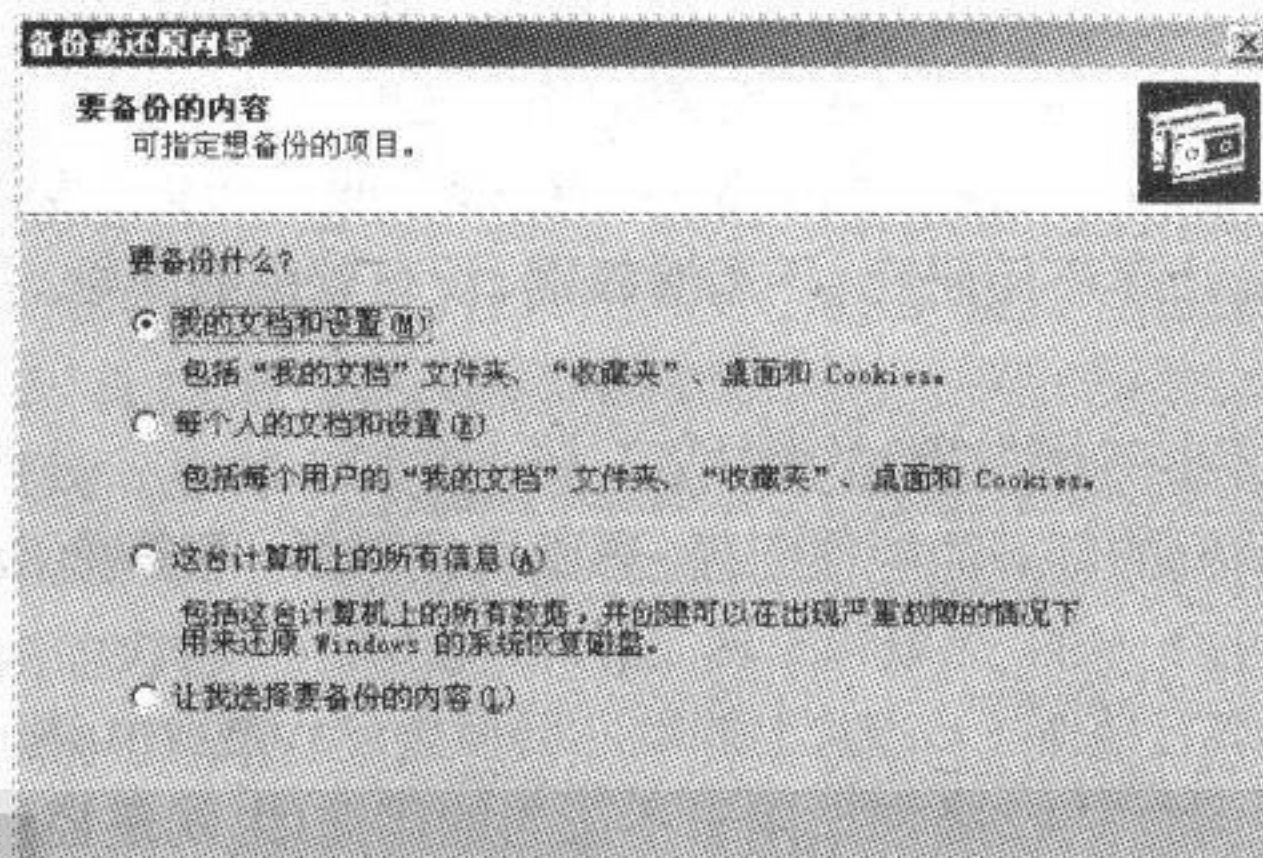 备份或还原向导
要备份的内容
可指定想备份的项目。
要备份什么?
我的文档和设置(M)
包括“我的文档”文件夹、“收藏夹”、桌面和 Cookies。
每个人的文档和设置(E)
包括每个用户的“我的文档”文件夹、“收藏夹”、桌面和 Cookies。
这台计算机上的所有信息(A)
包括这台计算机上的所有数据，并创建可以在出现严重故障的情况下
用来还原 Windows 的系统恢复磁盘。
让我选择要备份的内容(L)